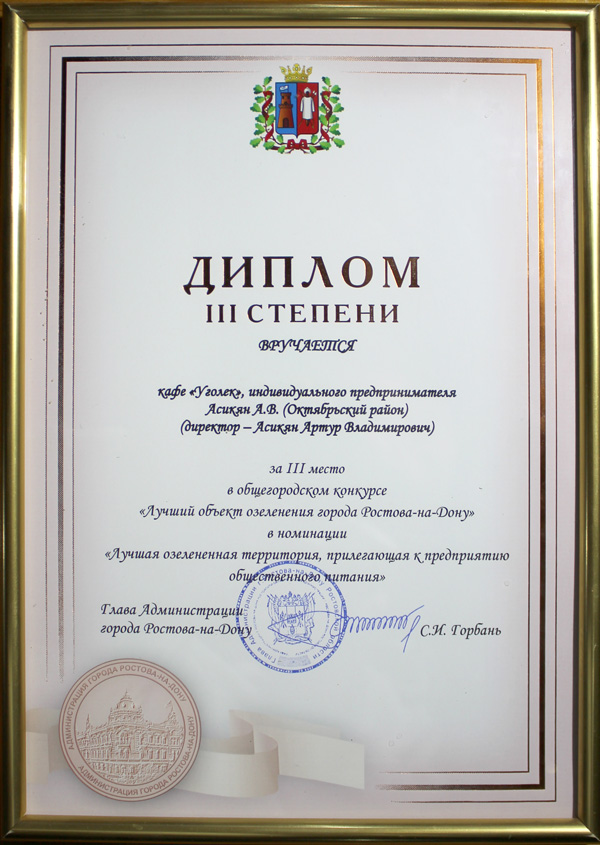 ДИПЛОМ
III СТЕПЕНИ
ВРУЧАЕТСЯ
кафе «Уголек», индивидуального предпринимателя
Асикян А.В. (Октябрьский район)
(директор – Асикян Артур Владимирович)
за III место
в общегородском конкурсе
«Лучший объект озеленения города Ростова-на-Дону»
в номинации
«Лучшая озелененная территория, прилегающая к предприятию
общественного питания»
Глава Администрации
города Ростова-на-Дону
С.И. Горбань
АДМИНИСТРАЦИЯ ГОРОДА РОСТОВА-НА-ДОНУ
АДМИНИСТРАЦИЯ ГОРОДА РОСТОВА-НА-ДОНУ